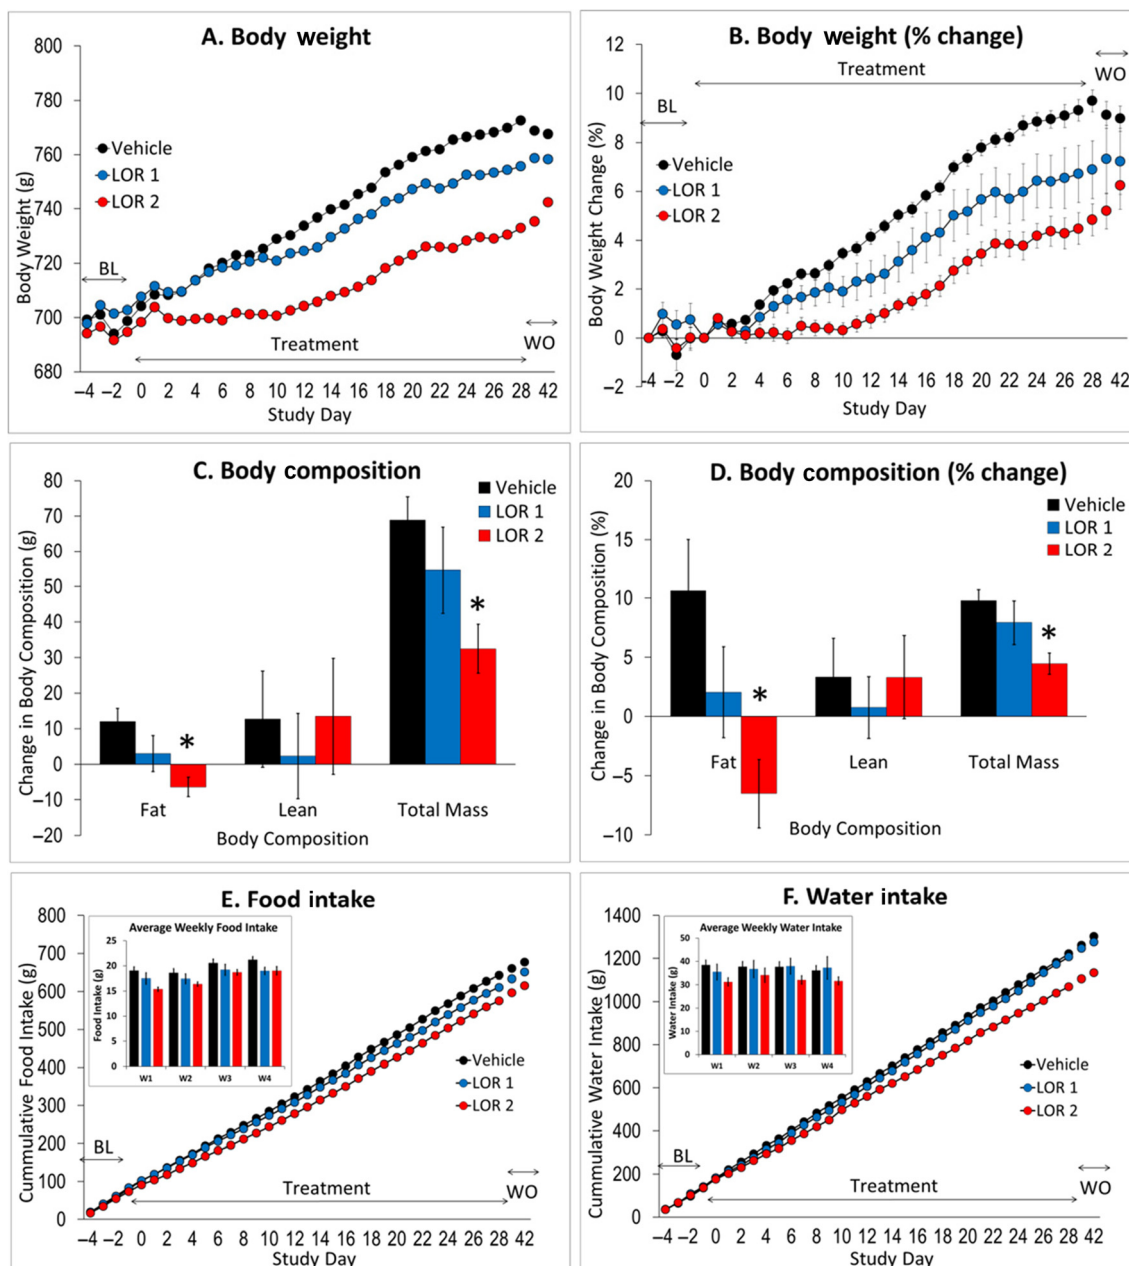 A. Body weight
Body Weight (g)
800
780
760
740
720
700
680
Vehicle
LOR 1
LOR 2
BL
Treatment
WO
–4 –2 0 2 4 6 8 10 12 14 16 18 20 22 24 26 28 42
Study Day
B. Body weight (% change)
Body Weight Change (%)
12
10
8
6
4
2
0
–2
Treatment
WO
BL
Vehicle
LOR 1
LOR 2
–4 –2 0 2 4 6 8 10 12 14 16 18 20 22 24 26 28 42
Study Day
C. Body composition
Change in Body Composition (g)
80
70
60
50
40
30
20
10
0
–10
–20
Vehicle
LOR 1
LOR 2
*
*
Fat Lean Total Mass
Body Composition
D. Body composition (% change)
Change in Body Composition (%)
20
15
10
5
0
–5
–10
Vehicle
LOR 1
LOR 2
*
*
Fat Lean Total Mass
Body Composition
E. Food intake
Cummulative Food Intake (g)
800
700
600
500
400
300
200
100
0
Average Weekly Food Intake
Food Intake (g)
25
20
15
10
5
0
W1 W2 W3 W4
Vehicle
LOR 1
LOR 2
BL
Treatment
WO
–4 –2 0 2 4 6 8 10 12 14 16 18 20 22 24 26 28 42
Study Day
F. Water intake
Cummulative Water Intake (g)
1400
1200
1000
800
600
400
200
0
Average Weekly Water Intake
Water Intake (g)
50
40
30
20
10
0
W1 W2 W3 W4
Vehicle
LOR 1
LOR 2
BL
Treatment
WO
–4 –2 0 2 4 6 8 10 12 14 16 18 20 22 24 26 28 42
Study Day